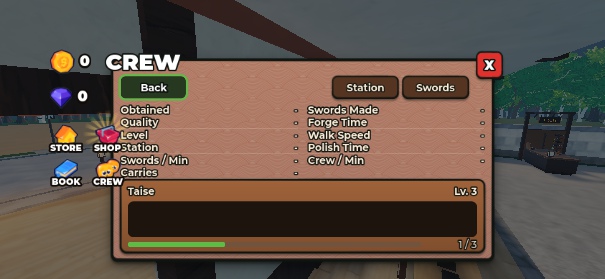 0
CREW
X
Back
Station
Swords
0
Obtained - Swords Made -
Quality - Forge Time -
Level - Walk Speed -
Station - Polish Time -
Swords / Min - Crew / Min -
Carries -
STORE
SHOP
BOOK
CREW
Taise Lv. 3
1 / 3